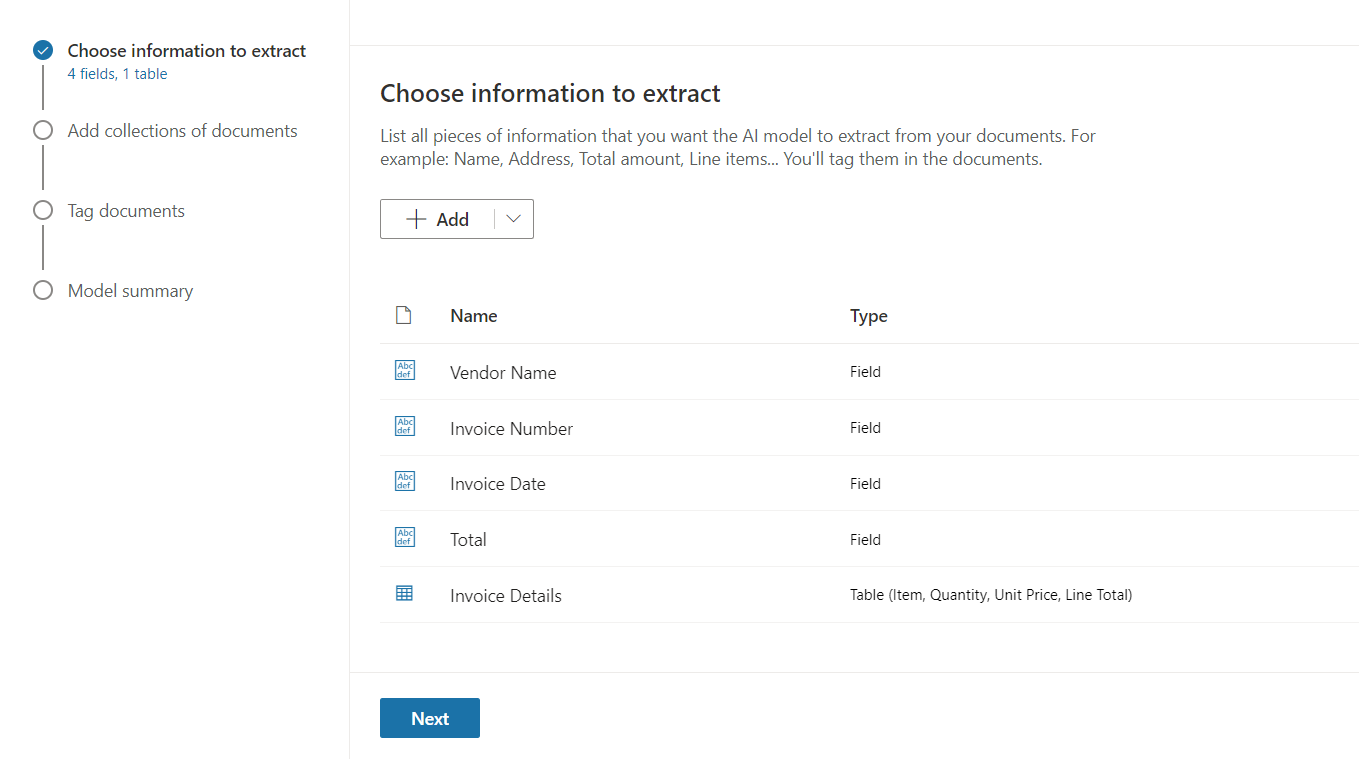 Choose information to extract
4 fields, 1 table
Add collections of documents
Tag documents
Model summary
Choose information to extract
List all pieces of information that you want the AI model to extract from your documents. For
example: Name, Address, Total amount, Line items... You'll tag them in the documents.
Add
Name Type
Abc
def
Vendor Name Field
Abc
def
Invoice Number Field
Abc
def
Invoice Date Field
Abc
def
Total Field
Invoice Details Table (Item, Quantity, Unit Price, Line Total)
Next